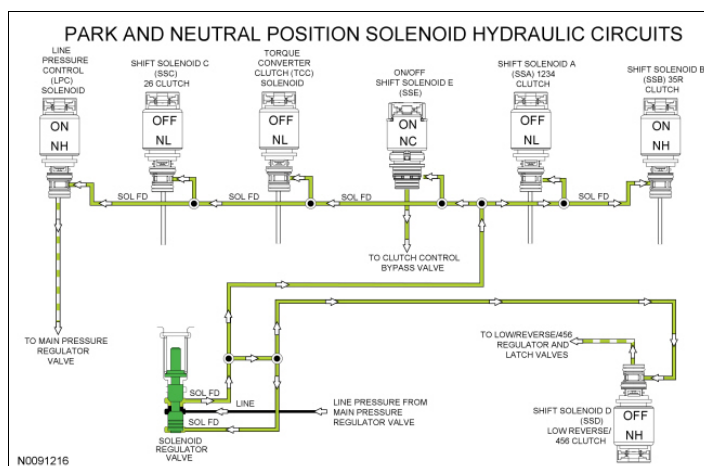 PARK AND NEUTRAL POSITION SOLENOID HYDRAULIC CIRCUITS
LINE
PRESSURE
CONTROL
(LPC)
SOLENOID
SHIFT SOLENOID C
(SSC)
26 CLUTCH
TORQUE
CONVERTER
CLUTCH (TCC)
SOLENOID
ON/OFF
SHIFT SOLENOID E
(SSE)
SHIFT SOLENOID A
(SSA) 1234
CLUTCH
SHIFT SOLENOID B
(SSB) 35R
CLUTCH
ON
NH
OFF
NL
OFF
NL
ON
NC
OFF
NL
ON
NH
SOL FD
SOL FD
SOL FD
SOL FD
SOL FD
TO CLUTCH CONTROL
BYPASS VALVE
TO MAIN PRESSURE
REGULATOR
VALVE
TO LOW/REVERSE/456
REGULATOR AND
LATCH VALVES
SOL FD
LINE
SOL FD
LINE PRESSURE FROM
MAIN PRESSURE
REGULATOR VALVE
SOLENOID
REGULATOR
VALVE
SHIFT SOLENOID D
(SSD)
LOW REVERSE/
456 CLUTCH
OFF
NH
N0091216